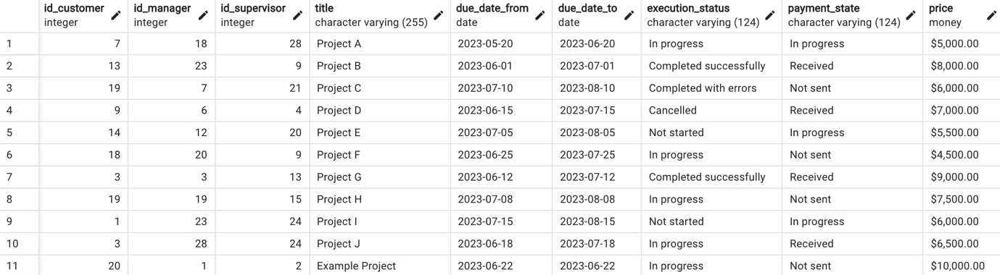 id_customer id_manager id_supervisor title due_date_from due_date_to execution_status payment_state price
integer integer integer character varying (255) date date character varying (124) character varying (124) money
1 7 18 28 Project A 2023-05-20 2023-06-20 In progress In progress $5,000.00
2 13 23 9 Project B 2023-06-01 2023-07-01 Completed successfully Received $8,000.00
3 19 7 21 Project C 2023-07-10 2023-08-10 Completed with errors Not sent $6,000.00
4 9 6 4 Project D 2023-06-15 2023-07-15 Cancelled Received $7,000.00
5 14 12 20 Project E 2023-07-05 2023-08-05 Not started In progress $5,500.00
6 18 20 9 Project F 2023-06-25 2023-07-25 In progress Not sent $4,500.00
7 3 3 13 Project G 2023-06-12 2023-07-12 Completed successfully Received $9,000.00
8 19 19 15 Project H 2023-07-08 2023-08-08 In progress Not sent $7,500.00
9 1 23 24 Project I 2023-07-15 2023-08-15 Not started In progress $6,000.00
10 3 28 24 Project J 2023-06-18 2023-07-18 In progress Received $6,500.00
11 20 1 2 Example Project 2023-06-22 2023-06-22 In progress Not sent $10,000.00